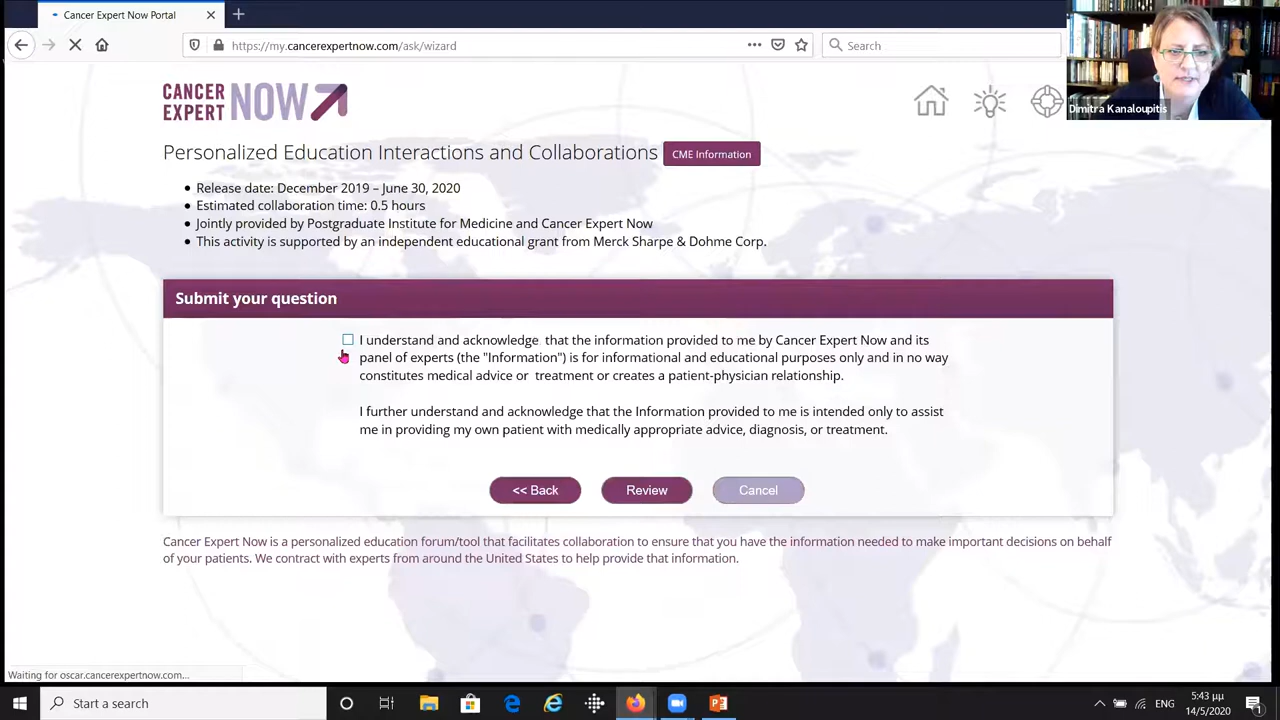 Cancer Expert Now Portal
https://my.cancerexpertnow.com/ask/wizard
Search
Dimitra Kanaloupitis
CANCER
EXPERT
NOW
Personalized Education Interactions and Collaborations
CME Information
Release date: December 2019 – June 30, 2020
Estimated collaboration time: 0.5 hours
Jointly provided by Postgraduate Institute for Medicine and Cancer Expert Now
This activity is supported by an independent educational grant from Merck Sharpe & Dohme Corp.
Submit your question
I understand and acknowledge that the information provided to me by Cancer Expert Now and its
panel of experts (the "Information") is for informational and educational purposes only and in no way
constitutes medical advice or treatment or creates a patient-physician relationship.
I further understand and acknowledge that the Information provided to me is intended only to assist
me in providing my own patient with medically appropriate advice, diagnosis, or treatment.
<< Back
Review
Cancel
Cancer Expert Now is a personalized education forum/tool that facilitates collaboration to ensure that you have the information needed to make important decisions on behalf
of your patients. We contract with experts from around the United States to help provide that information.
Waiting for oscar.cancerexpertnow.com...
Start a search
ENG
5:43 μμ
14/5/2020
1